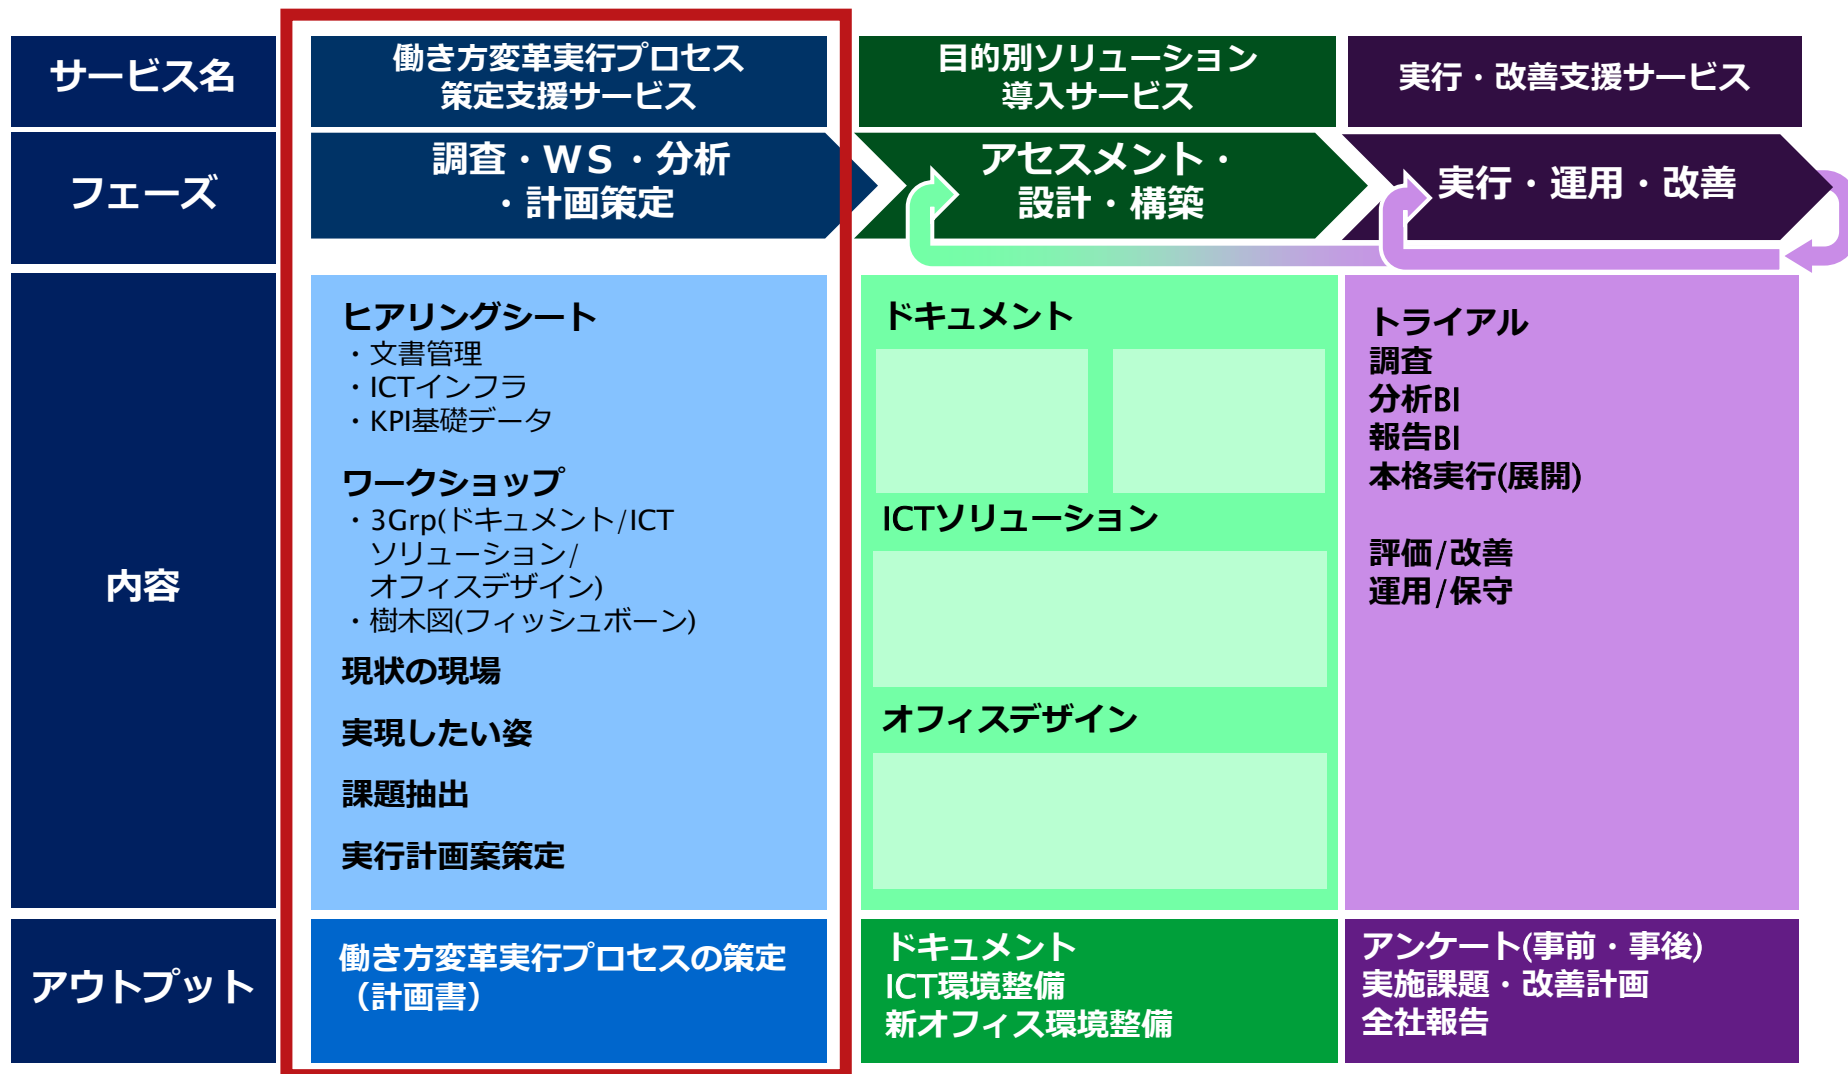 サービス名
働き方変革実行プロセス
策定支援サービス
目的別ソリューション
導入サービス
実行・改善支援サービス
フェーズ
調査・ＷＳ・分析
・計画策定
アセスメント・
設計・構築
実行・運用・改善
内容
ヒアリングシート
・文書管理
・ICTインフラ
・KPI基礎データ
ワークショップ
・3Grp(ドキュメント/ICT
ソリューション/
オフィスデザイン)
・樹木図(フィッシュボーン)
現状の現場
実現したい姿
課題抽出
実行計画案策定
ドキュメント
ICTソリューション
オフィスデザイン
トライアル
調査
分析BI
報告BI
本格実行(展開)
評価/改善
運用/保守
アウトプット
働き方変革実行プロセスの策定
（計画書）
ドキュメント
ICT環境整備
新オフィス環境整備
アンケート(事前・事後)
実施課題・改善計画
全社報告